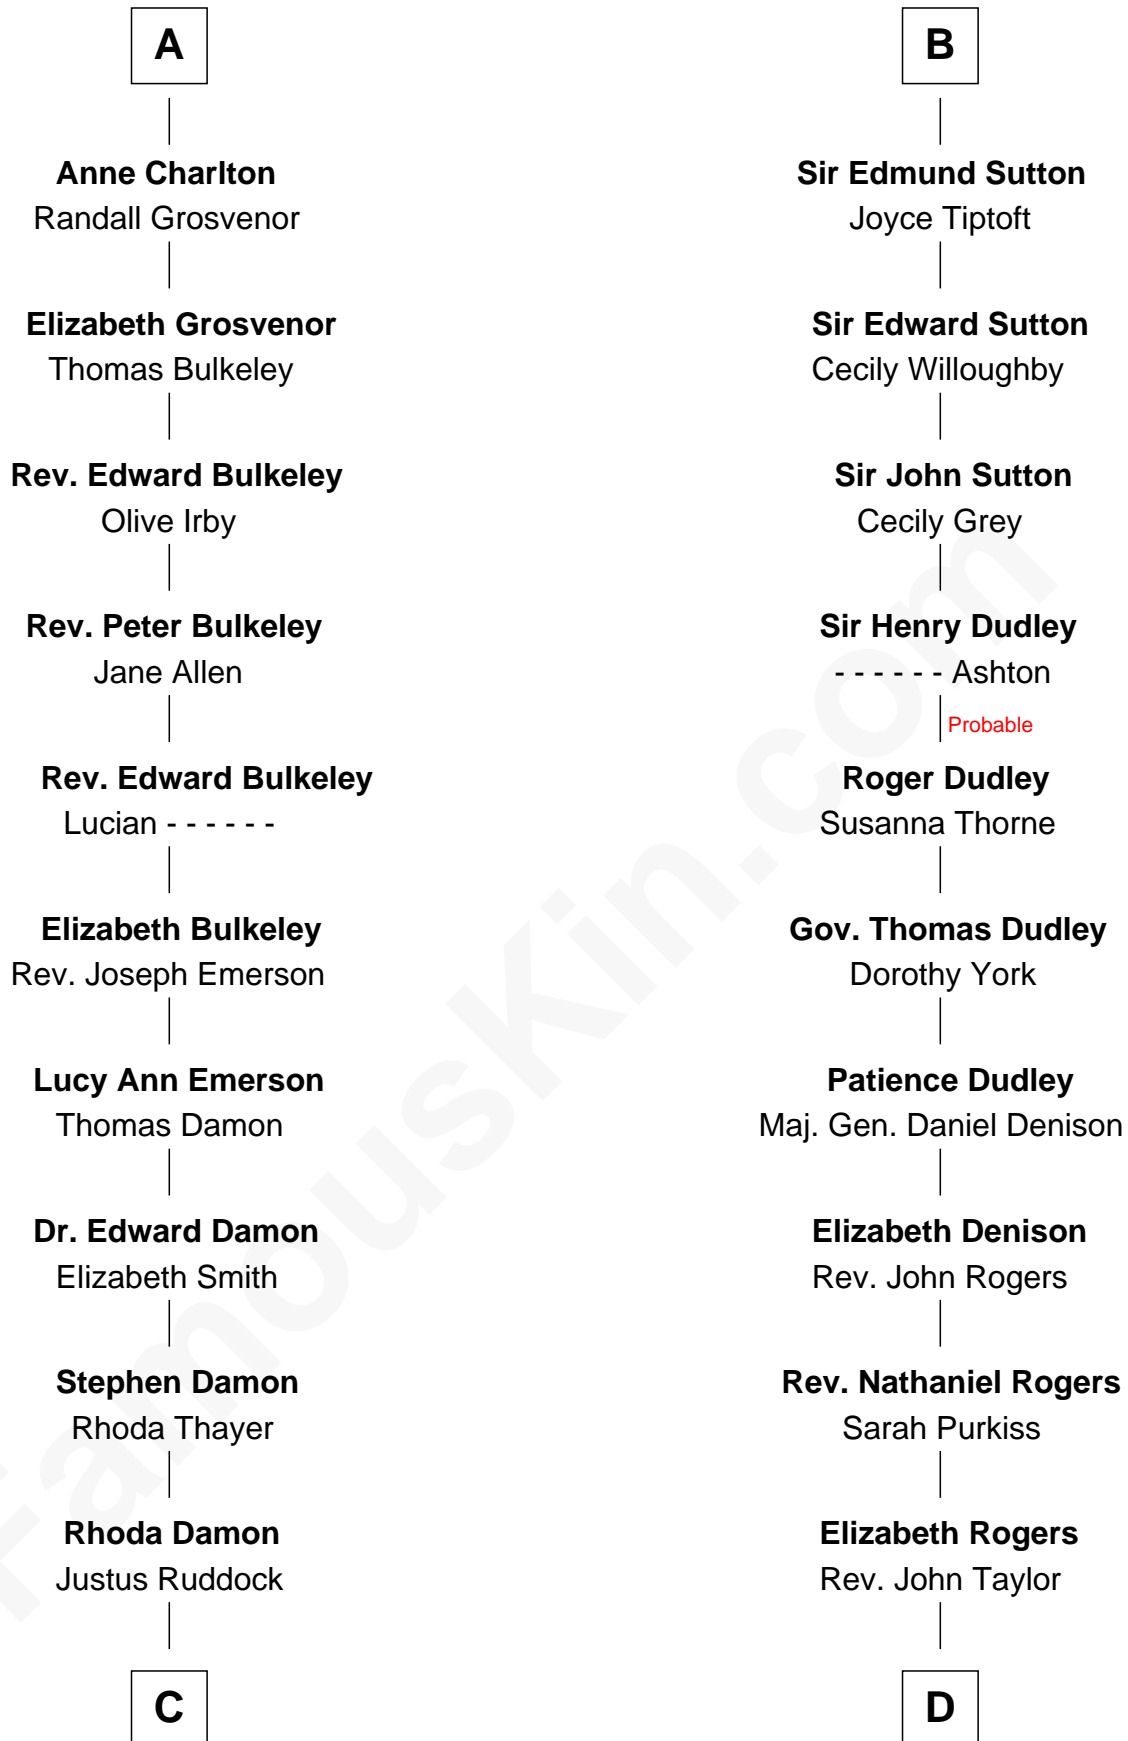 A
Anne Charlton
Randall Grosvenor
Elizabeth Grosvenor
Thomas Bulkeley
Rev. Edward Bulkeley
Olive Irby
Rev. Peter Bulkeley
Jane Allen
Rev. Edward Bulkeley
Lucian - - - - - -
Elizabeth Bulkeley
Rev. Joseph Emerson
Lucy Ann Emerson
Thomas Damon
Dr. Edward Damon
Elizabeth Smith
Stephen Damon
Rhoda Thayer
Rhoda Damon
Justus Ruddock
C
B
Sir Edmund Sutton
Joyce Tiptoft
Sir Edward Sutton
Cecily Willoughby
Sir John Sutton
Cecily Grey
Sir Henry Dudley
- - - - - - Ashton
Probable
Roger Dudley
Susanna Thorne
Gov. Thomas Dudley
Dorothy York
Patience Dudley
Maj. Gen. Daniel Denison
Elizabeth Denison
Rev. John Rogers
Rev. Nathaniel Rogers
Sarah Purkiss
Elizabeth Rogers
Rev. John Taylor
D
FamousKin.com